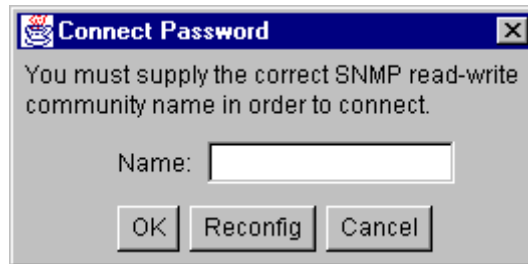 Connect Password
You must supply the correct SNMP read-write
community name in order to connect.
Name:
OK Reconfig Cancel